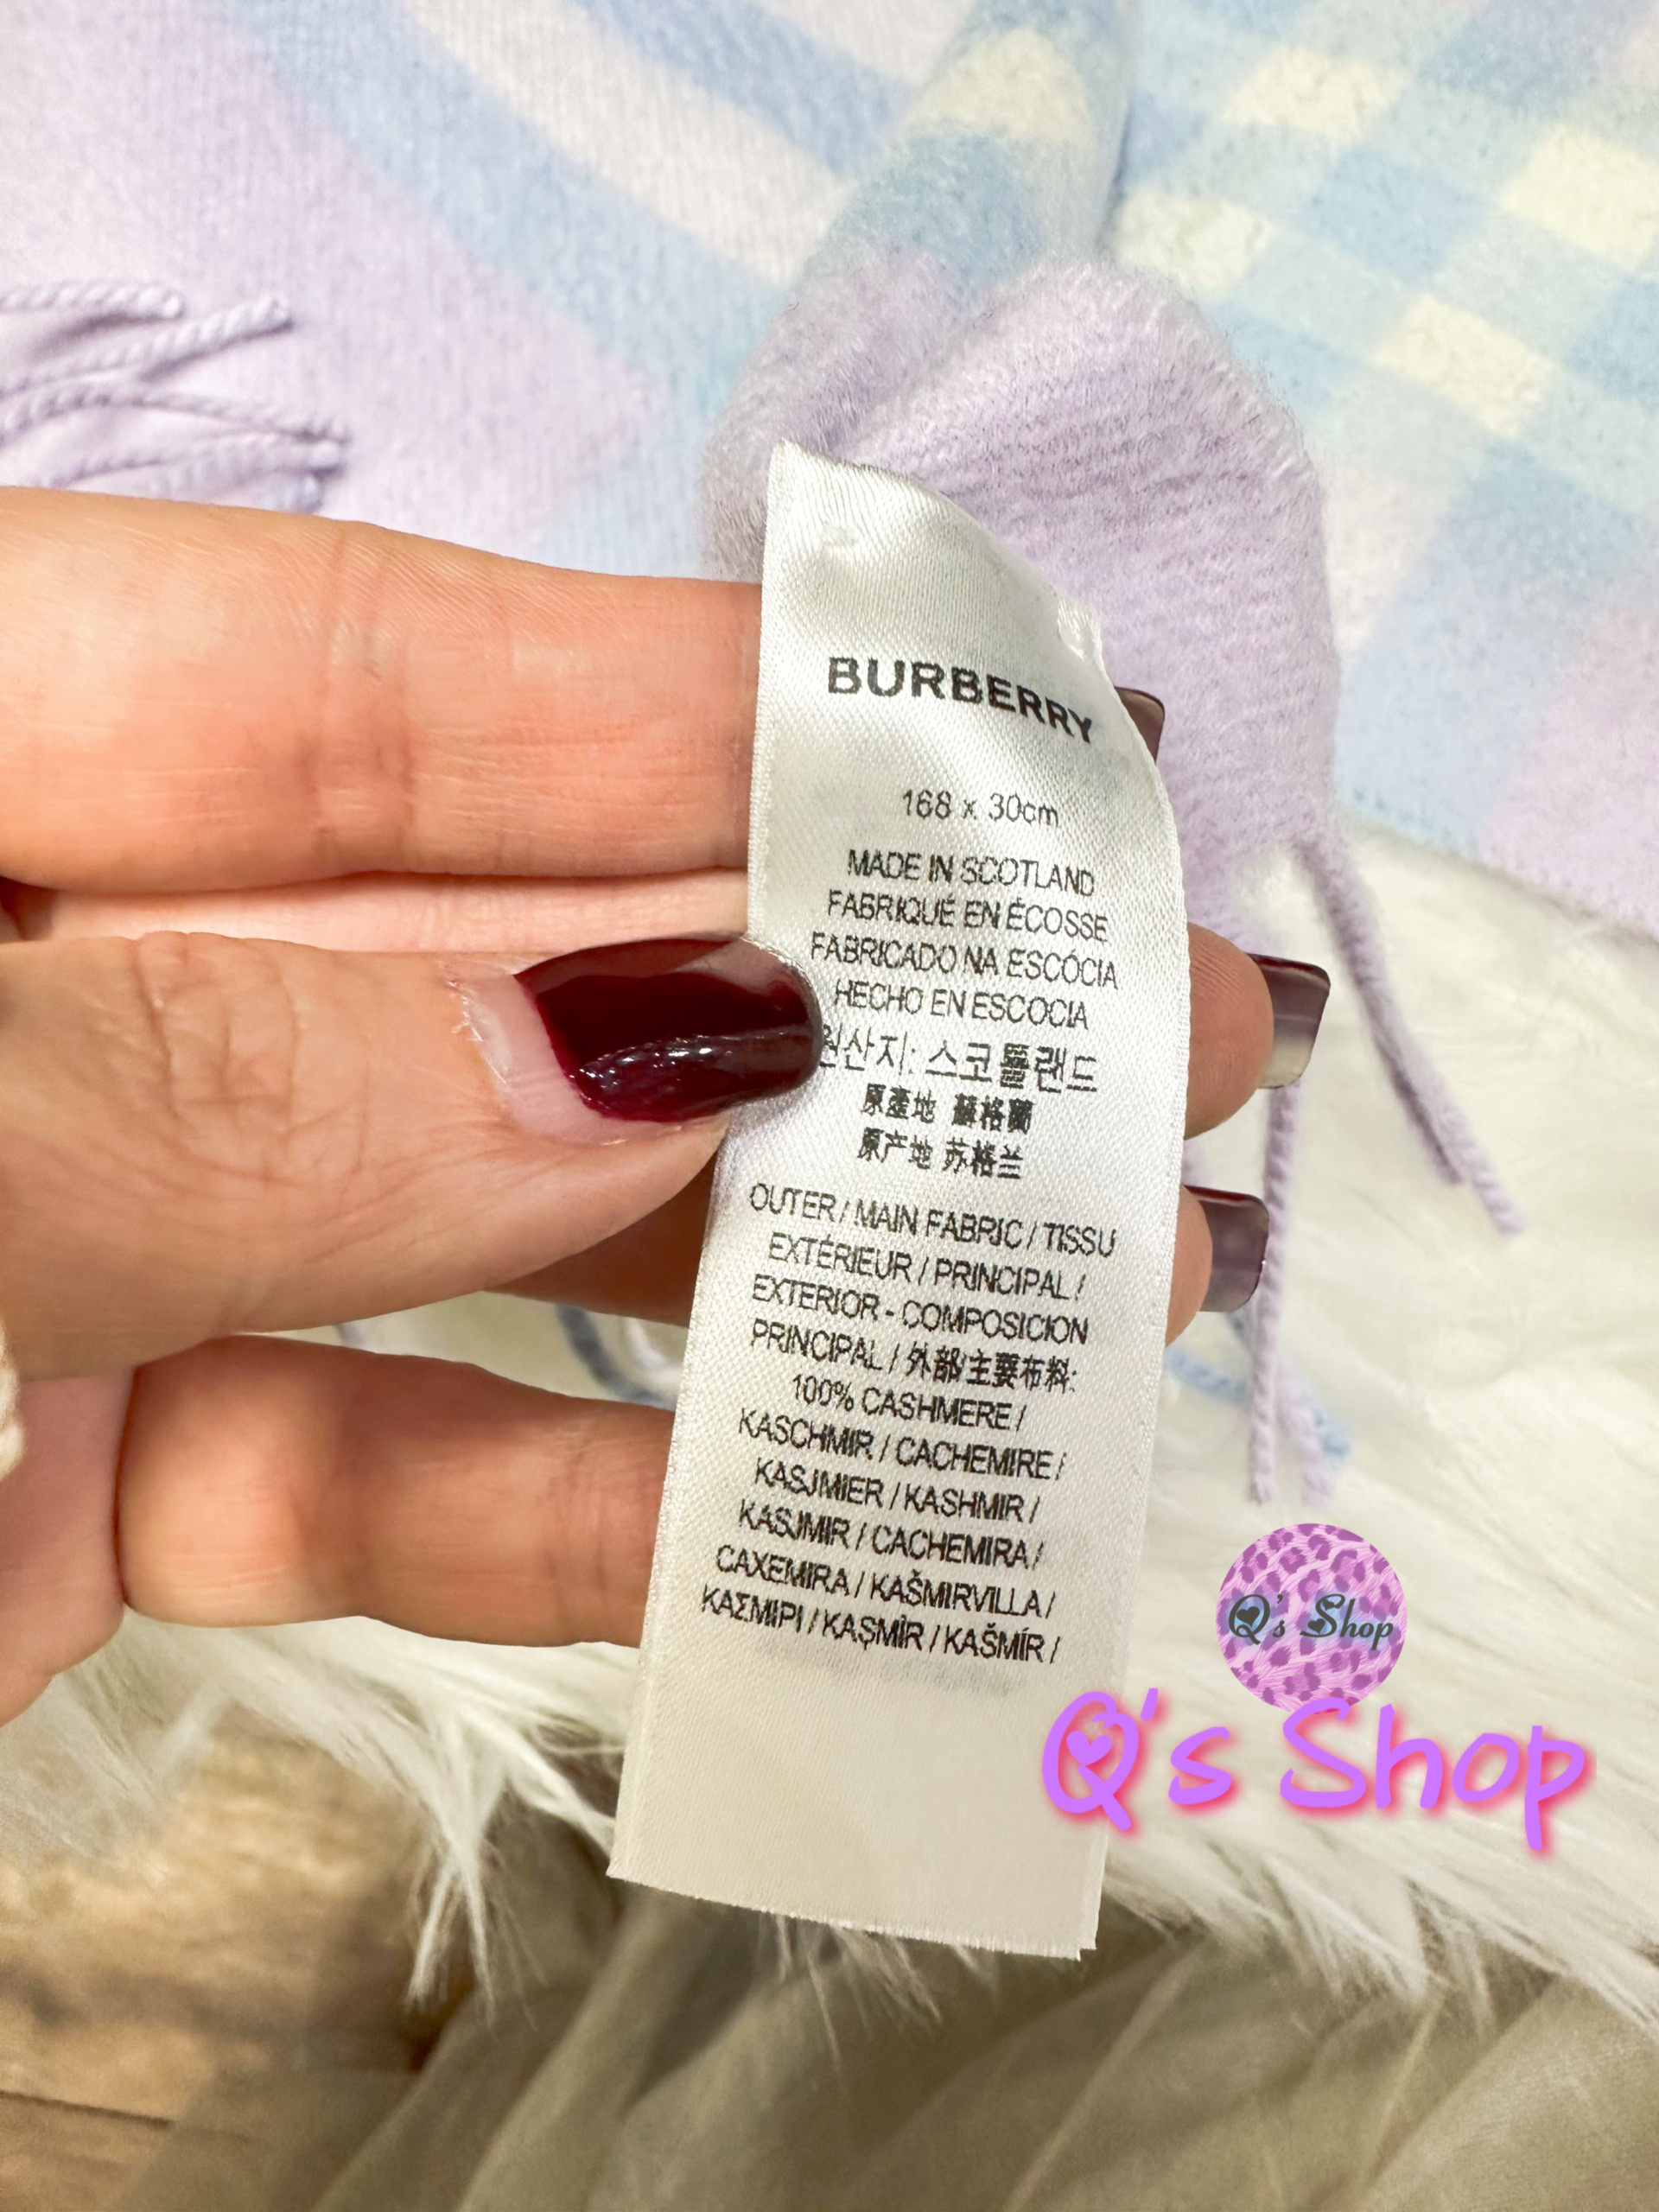 BURBERRY
168 x 30cm
MADE IN SCOTLAND
FABRIQUÉ EN ÉCOSSE
FABRICADO NA ESCÓCIA
HECHO EN ESCOCIA
원산지: 스코틀랜드
原產地 蘇格蘭
原产地 苏格兰
OUTER / MAIN FABRIC / TISSU
EXTÉRIEUR / PRINCIPAL /
EXTERIOR - COMPOSICION
PRINCIPAL / 外部/主要布料:
100% CASHMERE /
KASCHMIR / CACHEMIRE /
KASJMIER / KASHMIR /
KASJMIR / CACHEMIRA /
CAXEMIRA / KAŠMIRVILLA /
ΚΑΣΜΙΡΙ / KAŞMİR / KAŠMÍR /
Q's Shop
Q's Shop